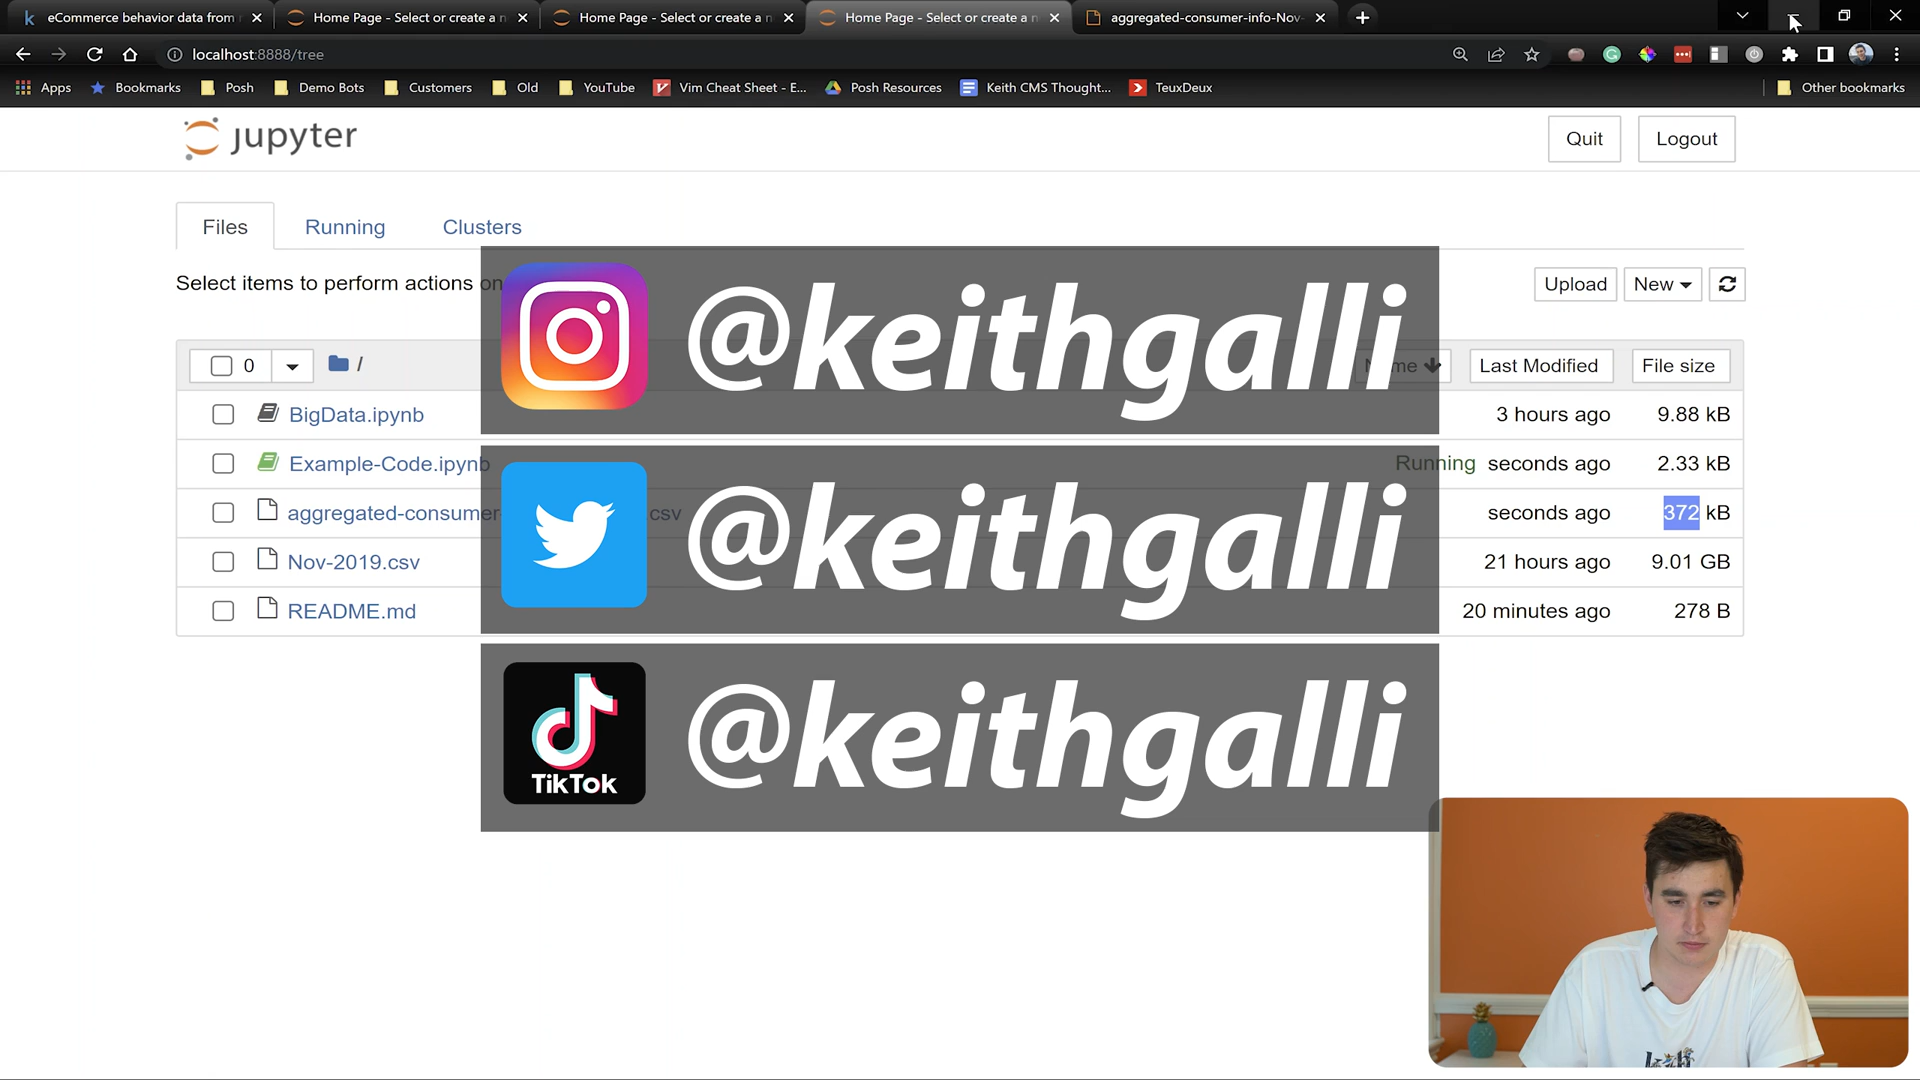 eCommerce behavior data from
Home Page - Select or create a n
Home Page - Select or create a n
Home Page - Select or create a n
aggregated-consumer-info-Nov-
localhost:8888/tree
Apps
Bookmarks
Posh
Demo Bots
Customers
Old
YouTube
Vim Cheat Sheet - E...
Posh Resources
Keith CMS Thought...
TeuxDeux
Other bookmarks
jupyter
Quit
Logout
Files
Running
Clusters
Select items to perform actions on
Upload
New
0
/
Name
Last Modified
File size
BigData.ipynb
3 hours ago
9.88 kB
Example-Code.ipynb
Running
seconds ago
2.33 kB
aggregated-consumer- .csv
seconds ago
372 kB
Nov-2019.csv
21 hours ago
9.01 GB
README.md
20 minutes ago
278 B
@keithgalli
@keithgalli
TikTok
@keithgalli